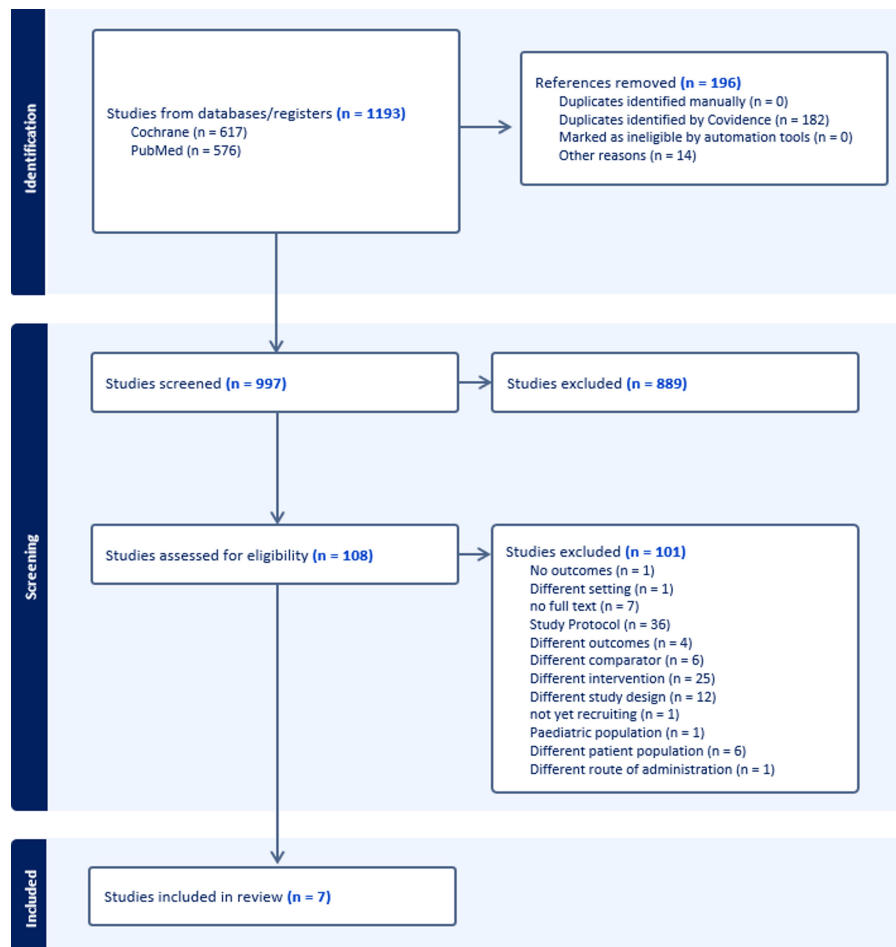 Identification
Studies from databases/registers (n = 1193)
Cochrane (n = 617)
PubMed (n = 576)
References removed (n = 196)
Duplicates identified manually (n = 0)
Duplicates identified by Covidence (n = 182)
Marked as ineligible by automation tools (n = 0)
Other reasons (n = 14)
Screening
Studies screened (n = 997)
Studies excluded (n = 889)
Studies assessed for eligibility (n = 108)
Studies excluded (n = 101)
No outcomes (n = 1)
Different setting (n = 1)
no full text (n = 7)
Study Protocol (n = 36)
Different outcomes (n = 4)
Different comparator (n = 6)
Different intervention (n = 25)
Different study design (n = 12)
not yet recruiting (n = 1)
Paediatric population (n = 1)
Different patient population (n = 6)
Different route of administration (n = 1)
Included
Studies included in review (n = 7)